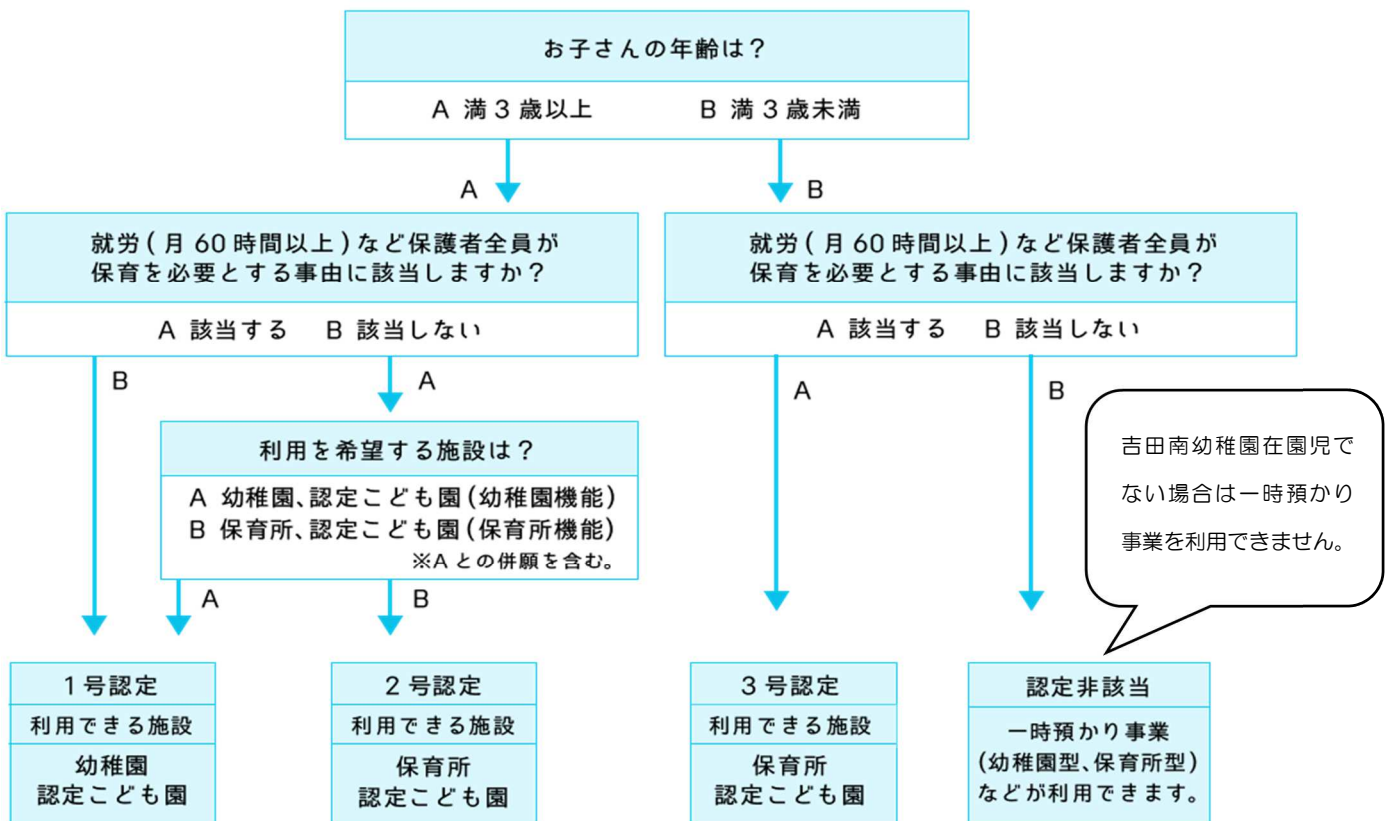 お子さんの年齢は？
A 満3歳以上 B 満3歳未満
A
B
就労(月60時間以上)など保護者全員が
保育を必要とする事由に該当しますか？
A 該当する B 該当しない
就労(月60時間以上)など保護者全員が
保育を必要とする事由に該当しますか？
A 該当する B 該当しない
B
A
A
B
利用を希望する施設は？
A 幼稚園、認定こども園(幼稚園機能)
B 保育所、認定こども園(保育所機能)
※Aとの併願を含む。
A
B
吉田南幼稚園在園児で
ない場合は一時預かり
事業を利用できません。
1号認定
利用できる施設
幼稚園
認定こども園
2号認定
利用できる施設
保育所
認定こども園
3号認定
利用できる施設
保育所
認定こども園
認定非該当
一時預かり事業
(幼稚園型、保育所型)
などが利用できます。